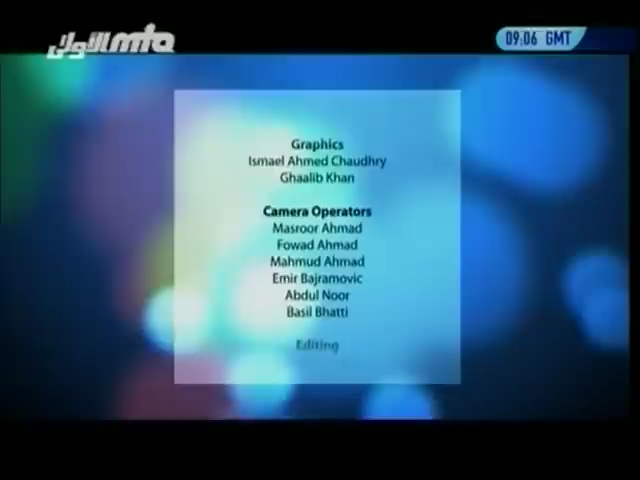 mta الأولى
09:06 GMT
Graphics
Ismael Ahmed Chaudhry
Ghaalib Khan
Camera Operators
Masroor Ahmad
Fowad Ahmad
Mahmud Ahmad
Emir Bajramovic
Abdul Noor
Basil Bhatti
Editing